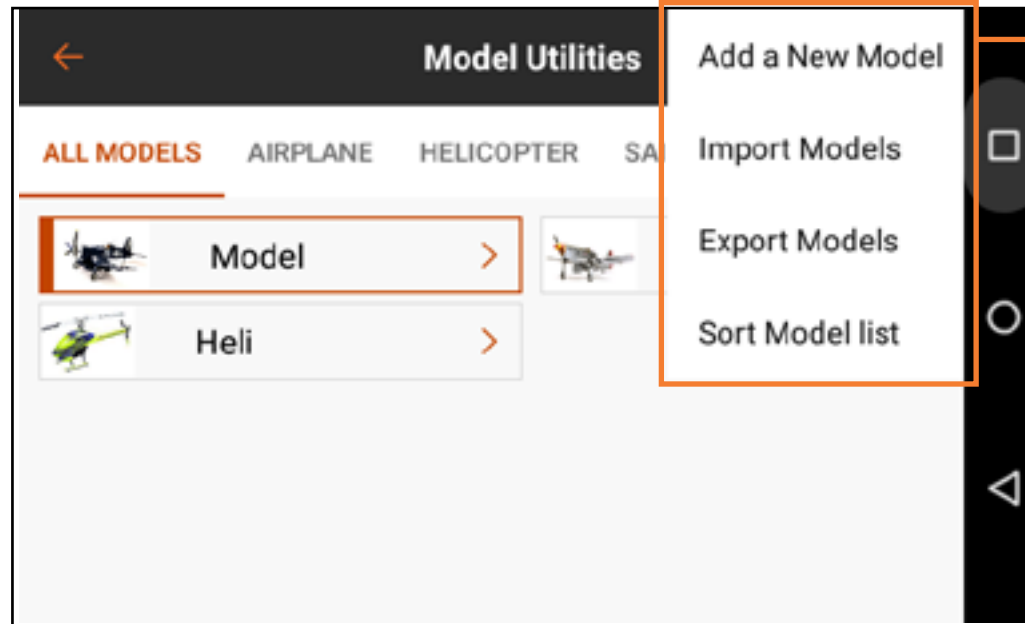 Model Utilities
ALL MODELS AIRPLANE HELICOPTER
Model
Heli
Add a New Model
Import Models
Export Models
Sort Model list